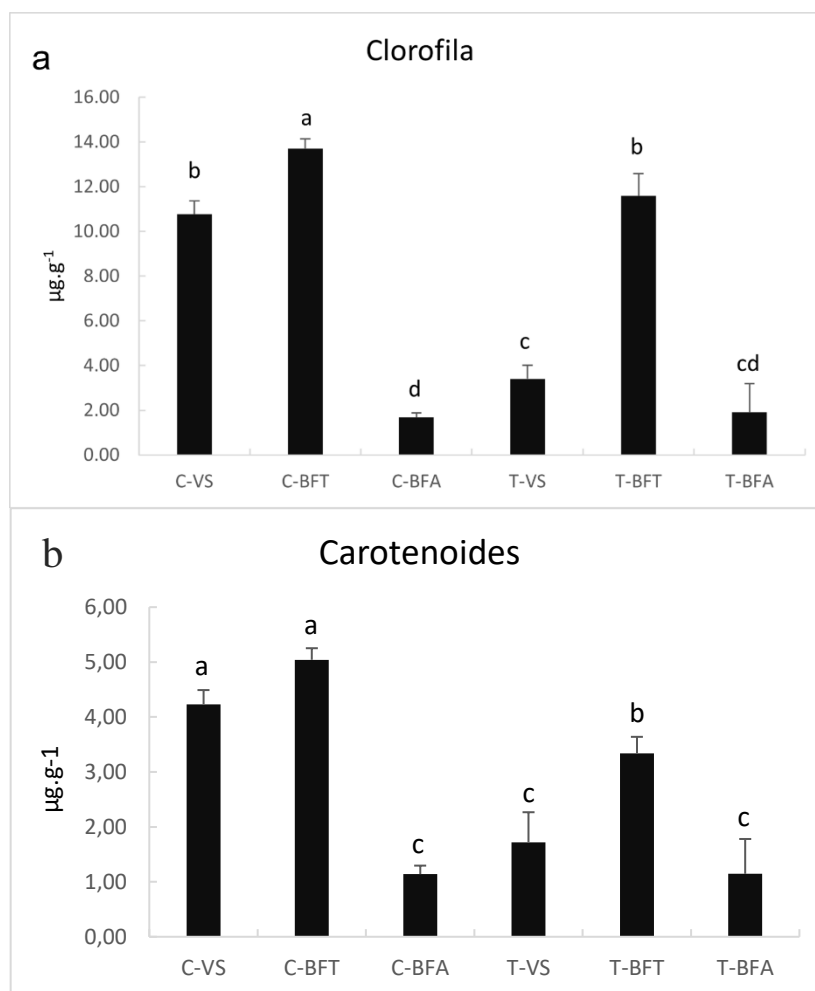 a
Clorofila
16.00
14.00
12.00
10.00
8.00
6.00
4.00
2.00
0.00
µg.g-1
b
a
d
c
b
cd
C-VS C-BFT C-BFA T-VS T-BFT T-BFA
b
Carotenoides
6,00
5,00
4,00
3,00
2,00
1,00
0,00
µg.g-1
a
a
c
c
b
c
C-VS C-BFT C-BFA T-VS T-BFT T-BFA